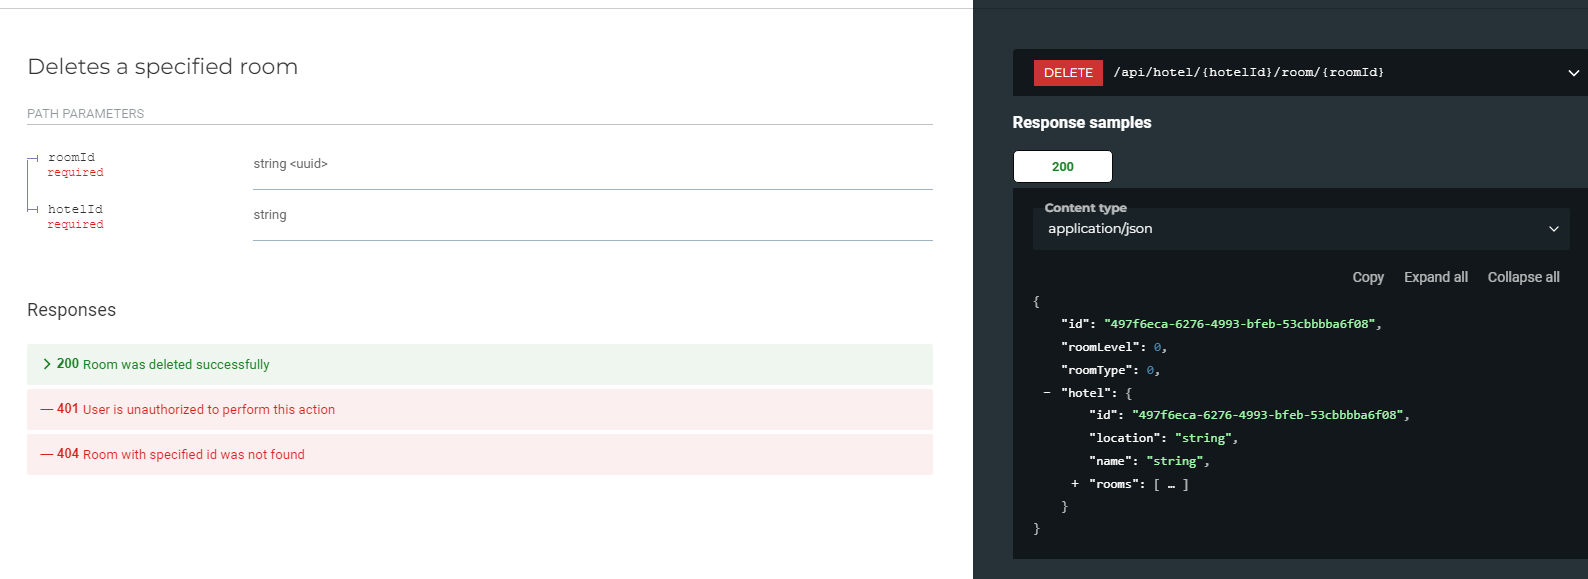 Deletes a specified room
PATH PARAMETERS
roomId
required
string <uuid>
hotelId
required
string
Responses
200 Room was deleted successfully
401 User is unauthorized to perform this action
404 Room with specified id was not found
DELETE /api/hotel/{hotelId}/room/{roomId}
Response samples
200
Content type
application/json
Copy Expand all Collapse all
{
"id": "497f6eca-6276-4993-bfeb-53cbbbba6f08",
"roomLevel": 0,
"roomType": 0,
- "hotel": {
"id": "497f6eca-6276-4993-bfeb-53cbbbba6f08",
"location": "string",
"name": "string",
+ "rooms": [ … ]
}
}